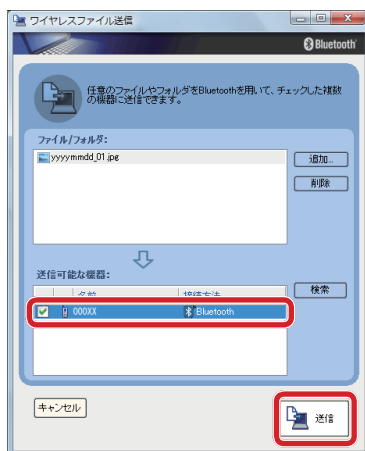 ワイヤレスファイル送信
Bluetooth
任意のファイルやフォルダをBluetoothを用いて、チェックした複数
の機器に送信できます。
ファイル/フォルダ:
yyyymmdd_01.jpg
追加...
削除
送信可能な機器:
検索
名前 接続方法
000XX Bluetooth
キャンセル
送信